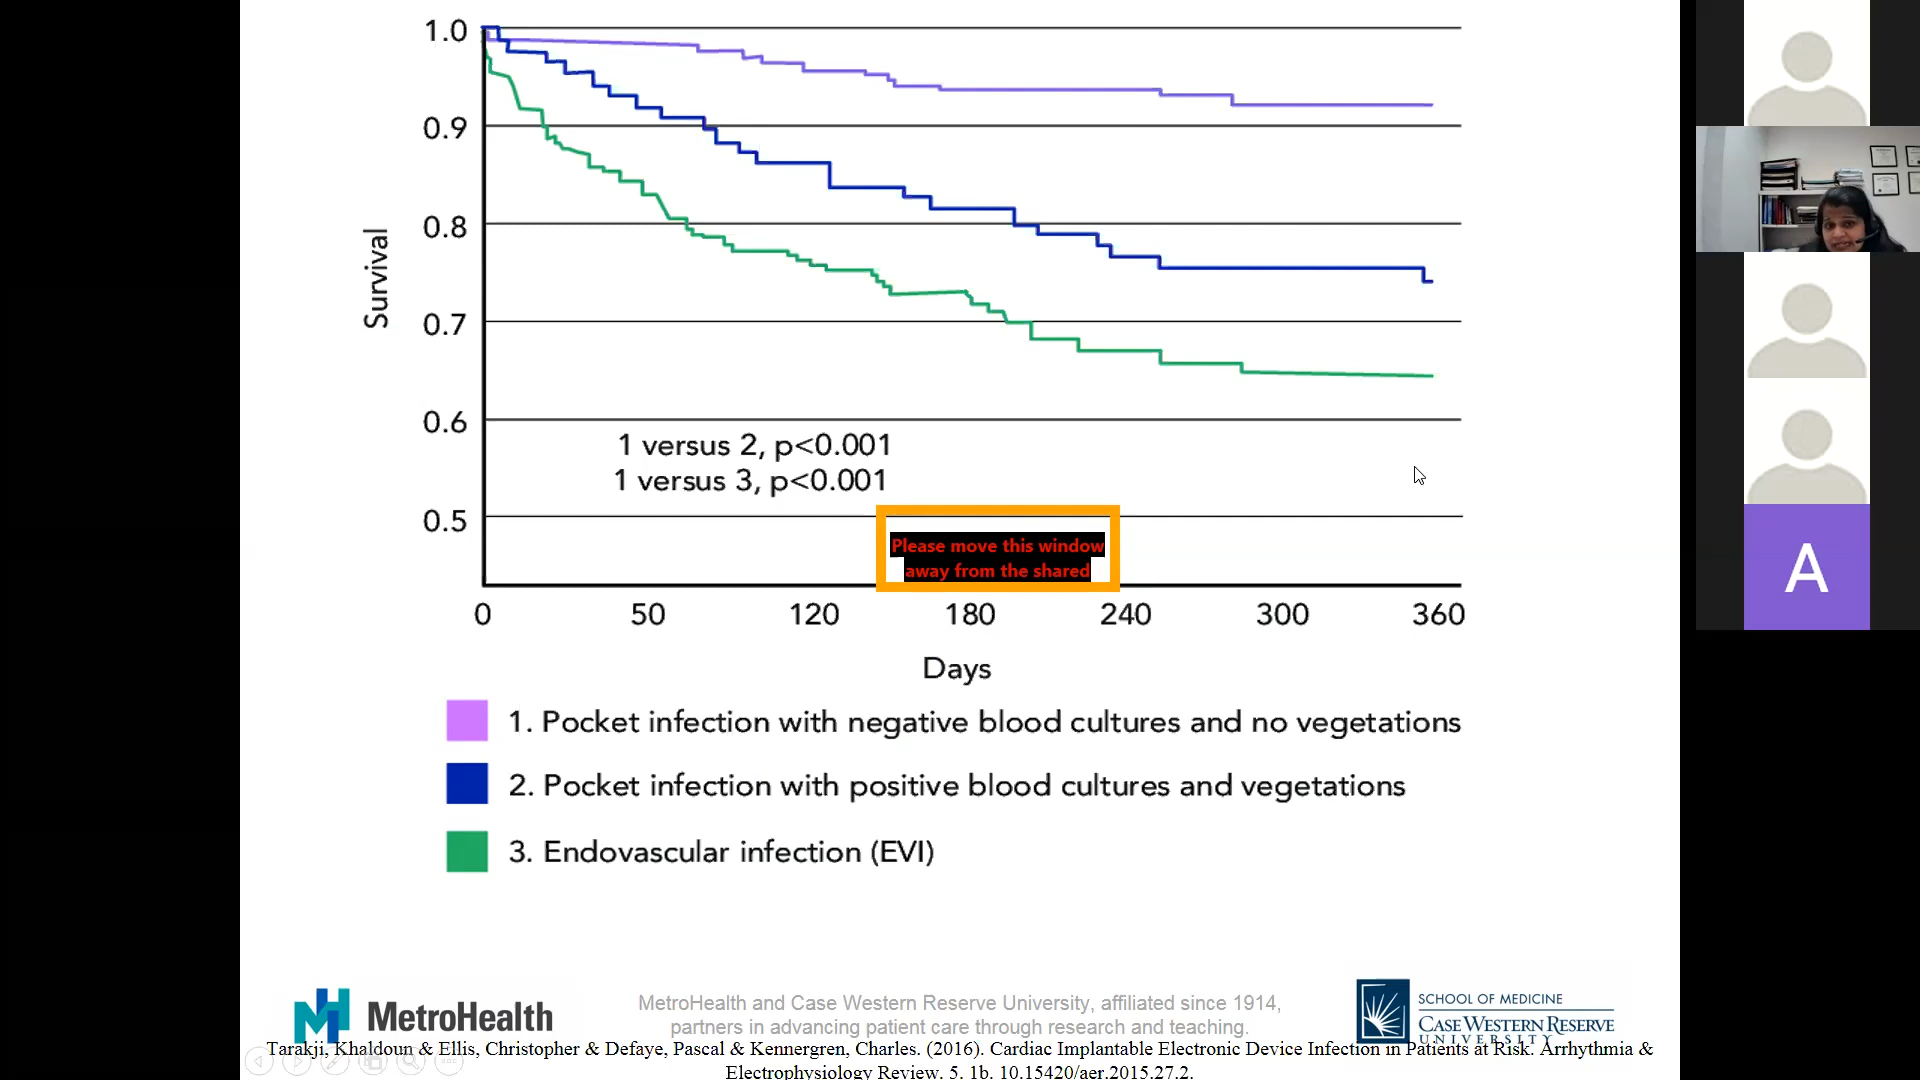 1.0
0.9
0.8
0.7
0.6
0.5
Survival
1 versus 2, p<0.001
1 versus 3, p<0.001
Please move this window
away from the shared
0 50 120 180 240 300 360
Days
1. Pocket infection with negative blood cultures and no vegetations
2. Pocket infection with positive blood cultures and vegetations
3. Endovascular infection (EVI)
A
MetroHealth
MetroHealth and Case Western Reserve University, affiliated since 1914,
partners in advancing patient care through research and teaching.
SCHOOL OF MEDICINE
CASE WESTERN RESERVE
UNIVERSITY
Tarakji, Khaldoun & Ellis, Christopher & Defaye, Pascal & Kennergren, Charles. (2016). Cardiac Implantable Electronic Device Infection in Patients at Risk. Arrhythmia &
Electrophysiology Review. 5. 1b. 10.15420/aer.2015.27.2.